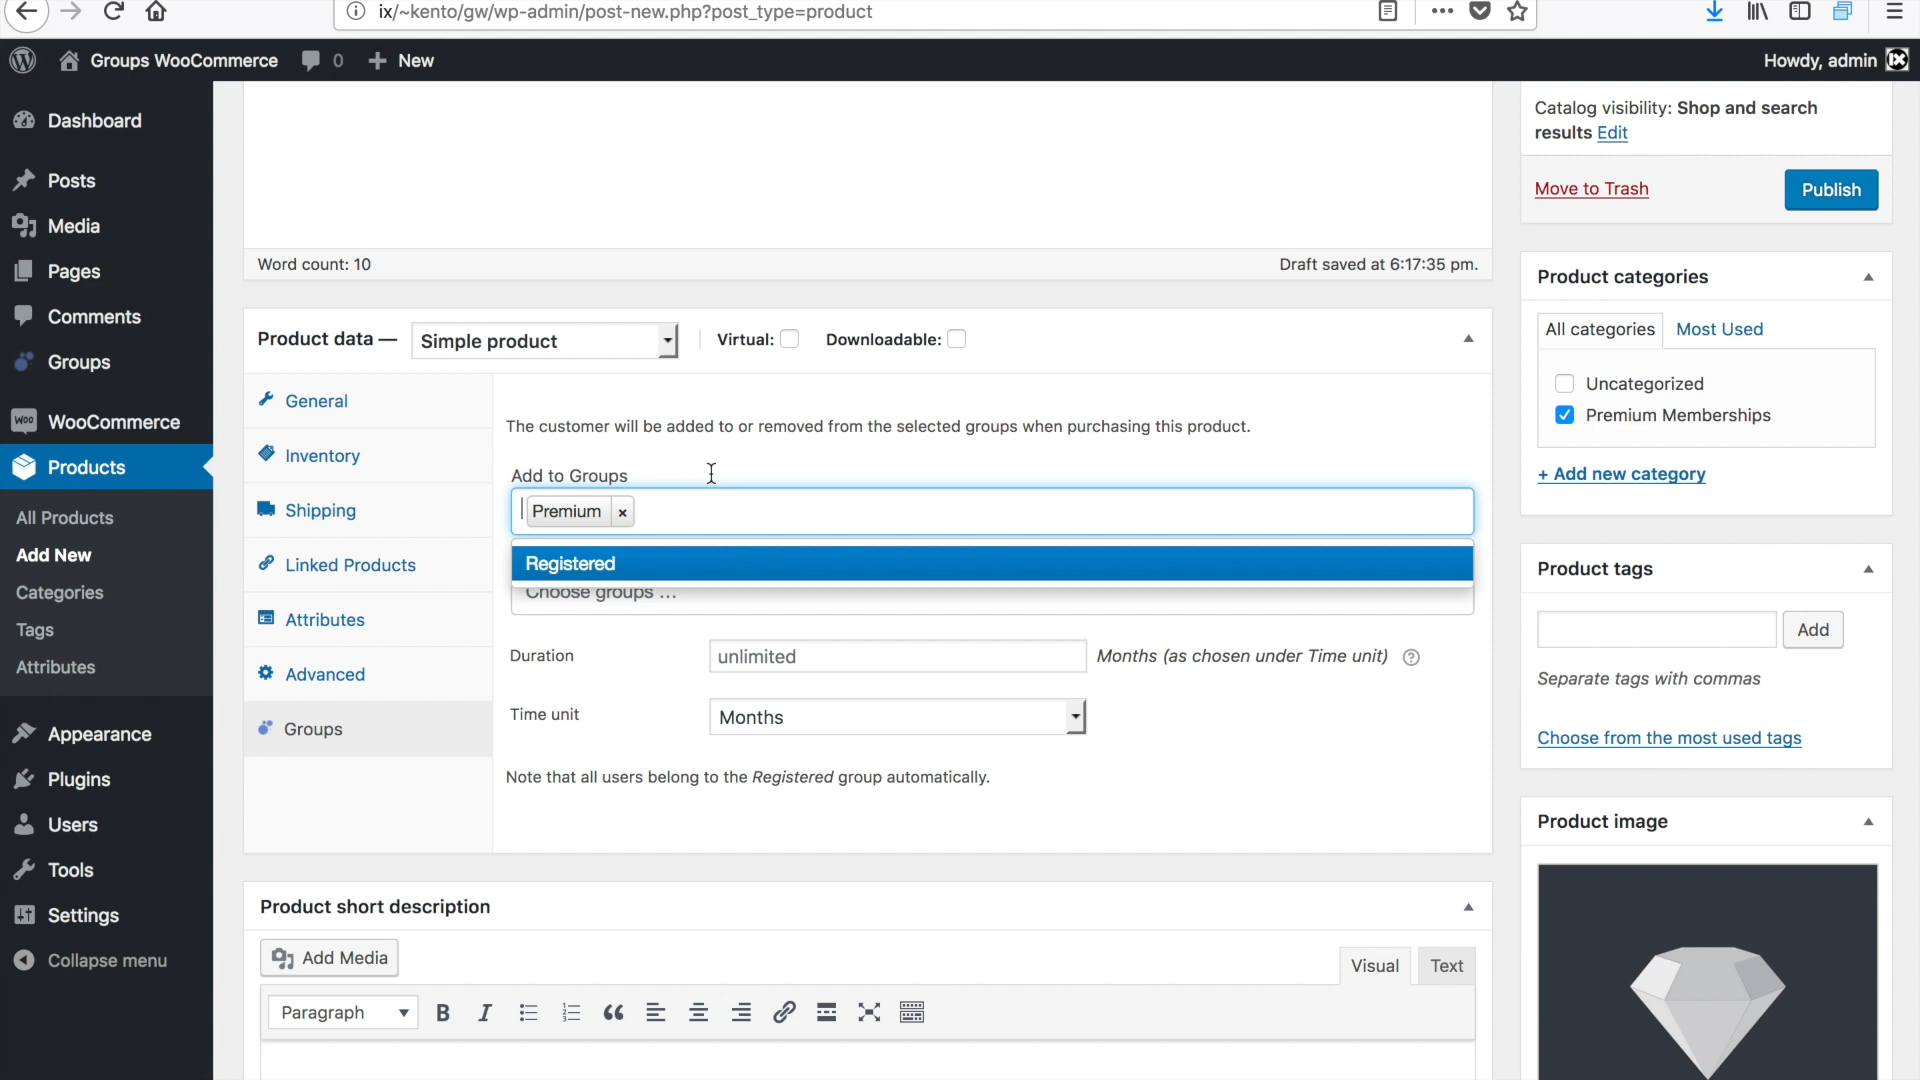 ix/~kento/gw/wp-admin/post-new.php?post_type=product
Groups WooCommerce 0 New
Howdy, admin
Dashboard
Posts
Media
Pages
Comments
Groups
WooCommerce
Products
All Products
Add New
Categories
Tags
Attributes
Appearance
Plugins
Users
Tools
Settings
Collapse menu
Word count: 10
Draft saved at 6:17:35 pm.
Product data —
Simple product
Virtual:
Downloadable:
General
Inventory
Shipping
Linked Products
Attributes
Advanced
Groups
The customer will be added to or removed from the selected groups when purchasing this product.
Add to Groups
Premium ×
Registered
Choose groups ...
Duration
unlimited
Months (as chosen under Time unit)
Time unit
Months
Note that all users belong to the Registered group automatically.
Product short description
Add Media
Visual
Text
Paragraph
Catalog visibility: Shop and search
results Edit
Move to Trash
Publish
Product categories
All categories
Most Used
Uncategorized
Premium Memberships
+ Add new category
Product tags
Add
Separate tags with commas
Choose from the most used tags
Product image